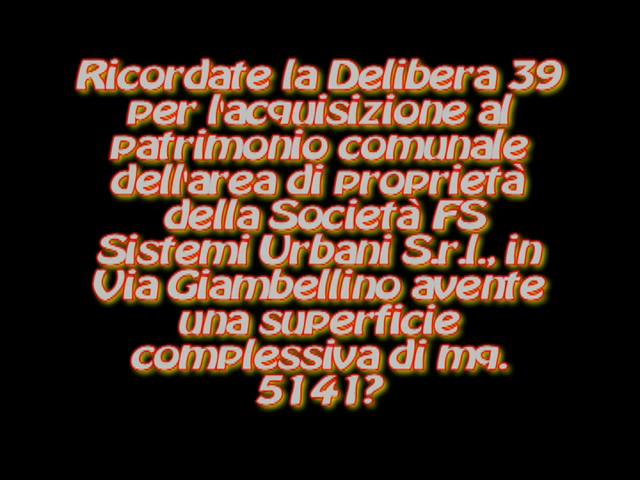 Ricordate la Delibera 39
per l'acquisizione al
patrimonio comunale
dell'area di proprietà
della Società FS
Sistemi Urbani S.r.l., in
Via Giambellino avente
una superficie
complessiva di mq.
5141?